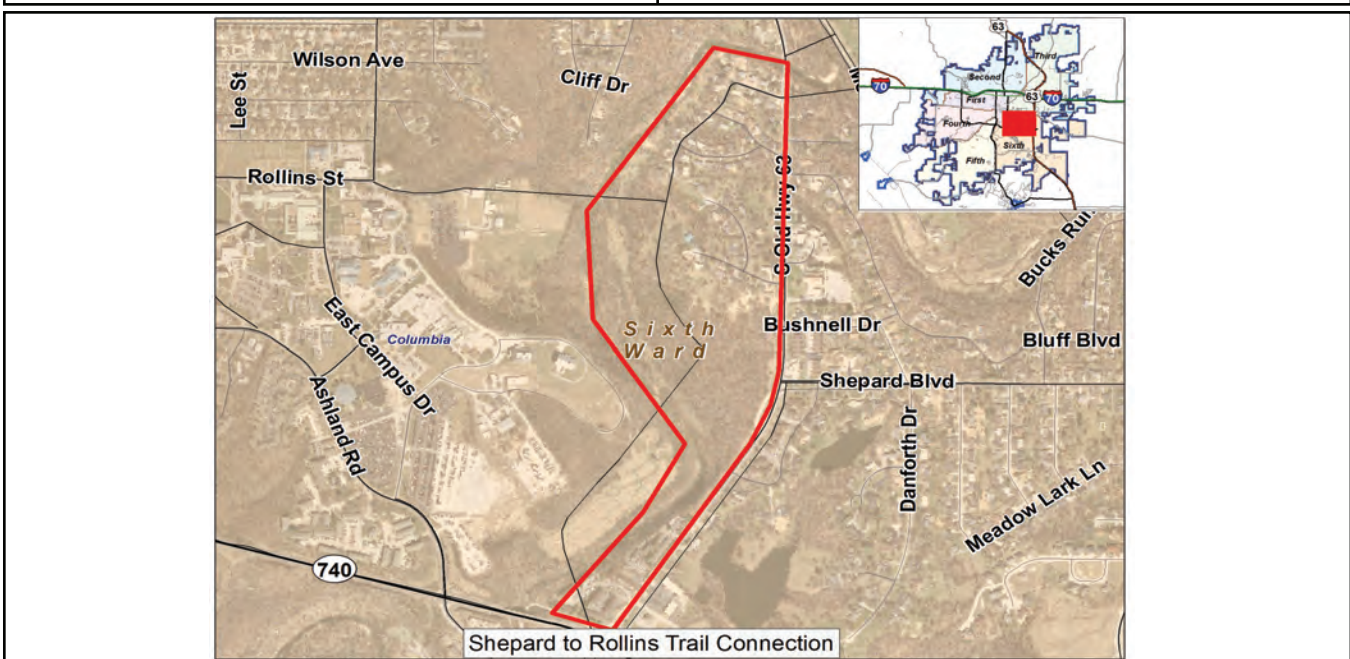 Wilson Ave
Cliff Dr
Lee St
Rollins St
S Old Hwy 63
East Campus Dr
Columbia
Ashland Rd
Sixth
Ward
Bushnell Dr
Bucks Run
Bluff Blvd
Shepard Blvd
Danforth Dr
Meadow Lark Ln
740
Shepard to Rollins Trail Connection
63
Third
Second
70
63
70
First
Fourth
Sixth
Fifth